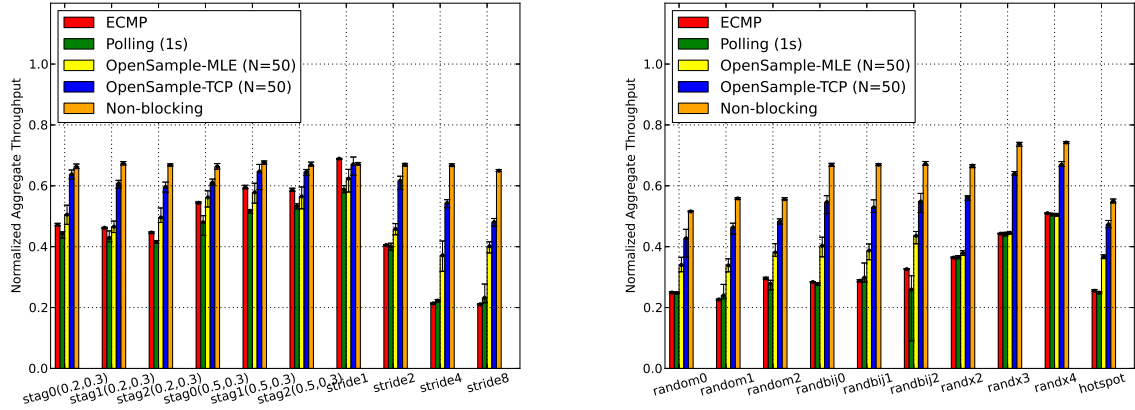 ECMP
Polling (1s)
OpenSample-MLE (N=50)
OpenSample-TCP (N=50)
Non-blocking
Normalized Aggregate Throughput
1.0
0.8
0.6
0.4
0.2
0.0
stag0(0.2,0.3)
stag1(0.2,0.3)
stag2(0.2,0.3)
stag0(0.5,0.3)
stag1(0.5,0.3)
stag2(0.5,0.3)
stride1
stride2
stride4
stride8
ECMP
Polling (1s)
OpenSample-MLE (N=50)
OpenSample-TCP (N=50)
Non-blocking
Normalized Aggregate Throughput
1.0
0.8
0.6
0.4
0.2
0.0
random0
random1
random2
randbij0
randbij1
randbij2
randx2
randx3
randx4
hotspot